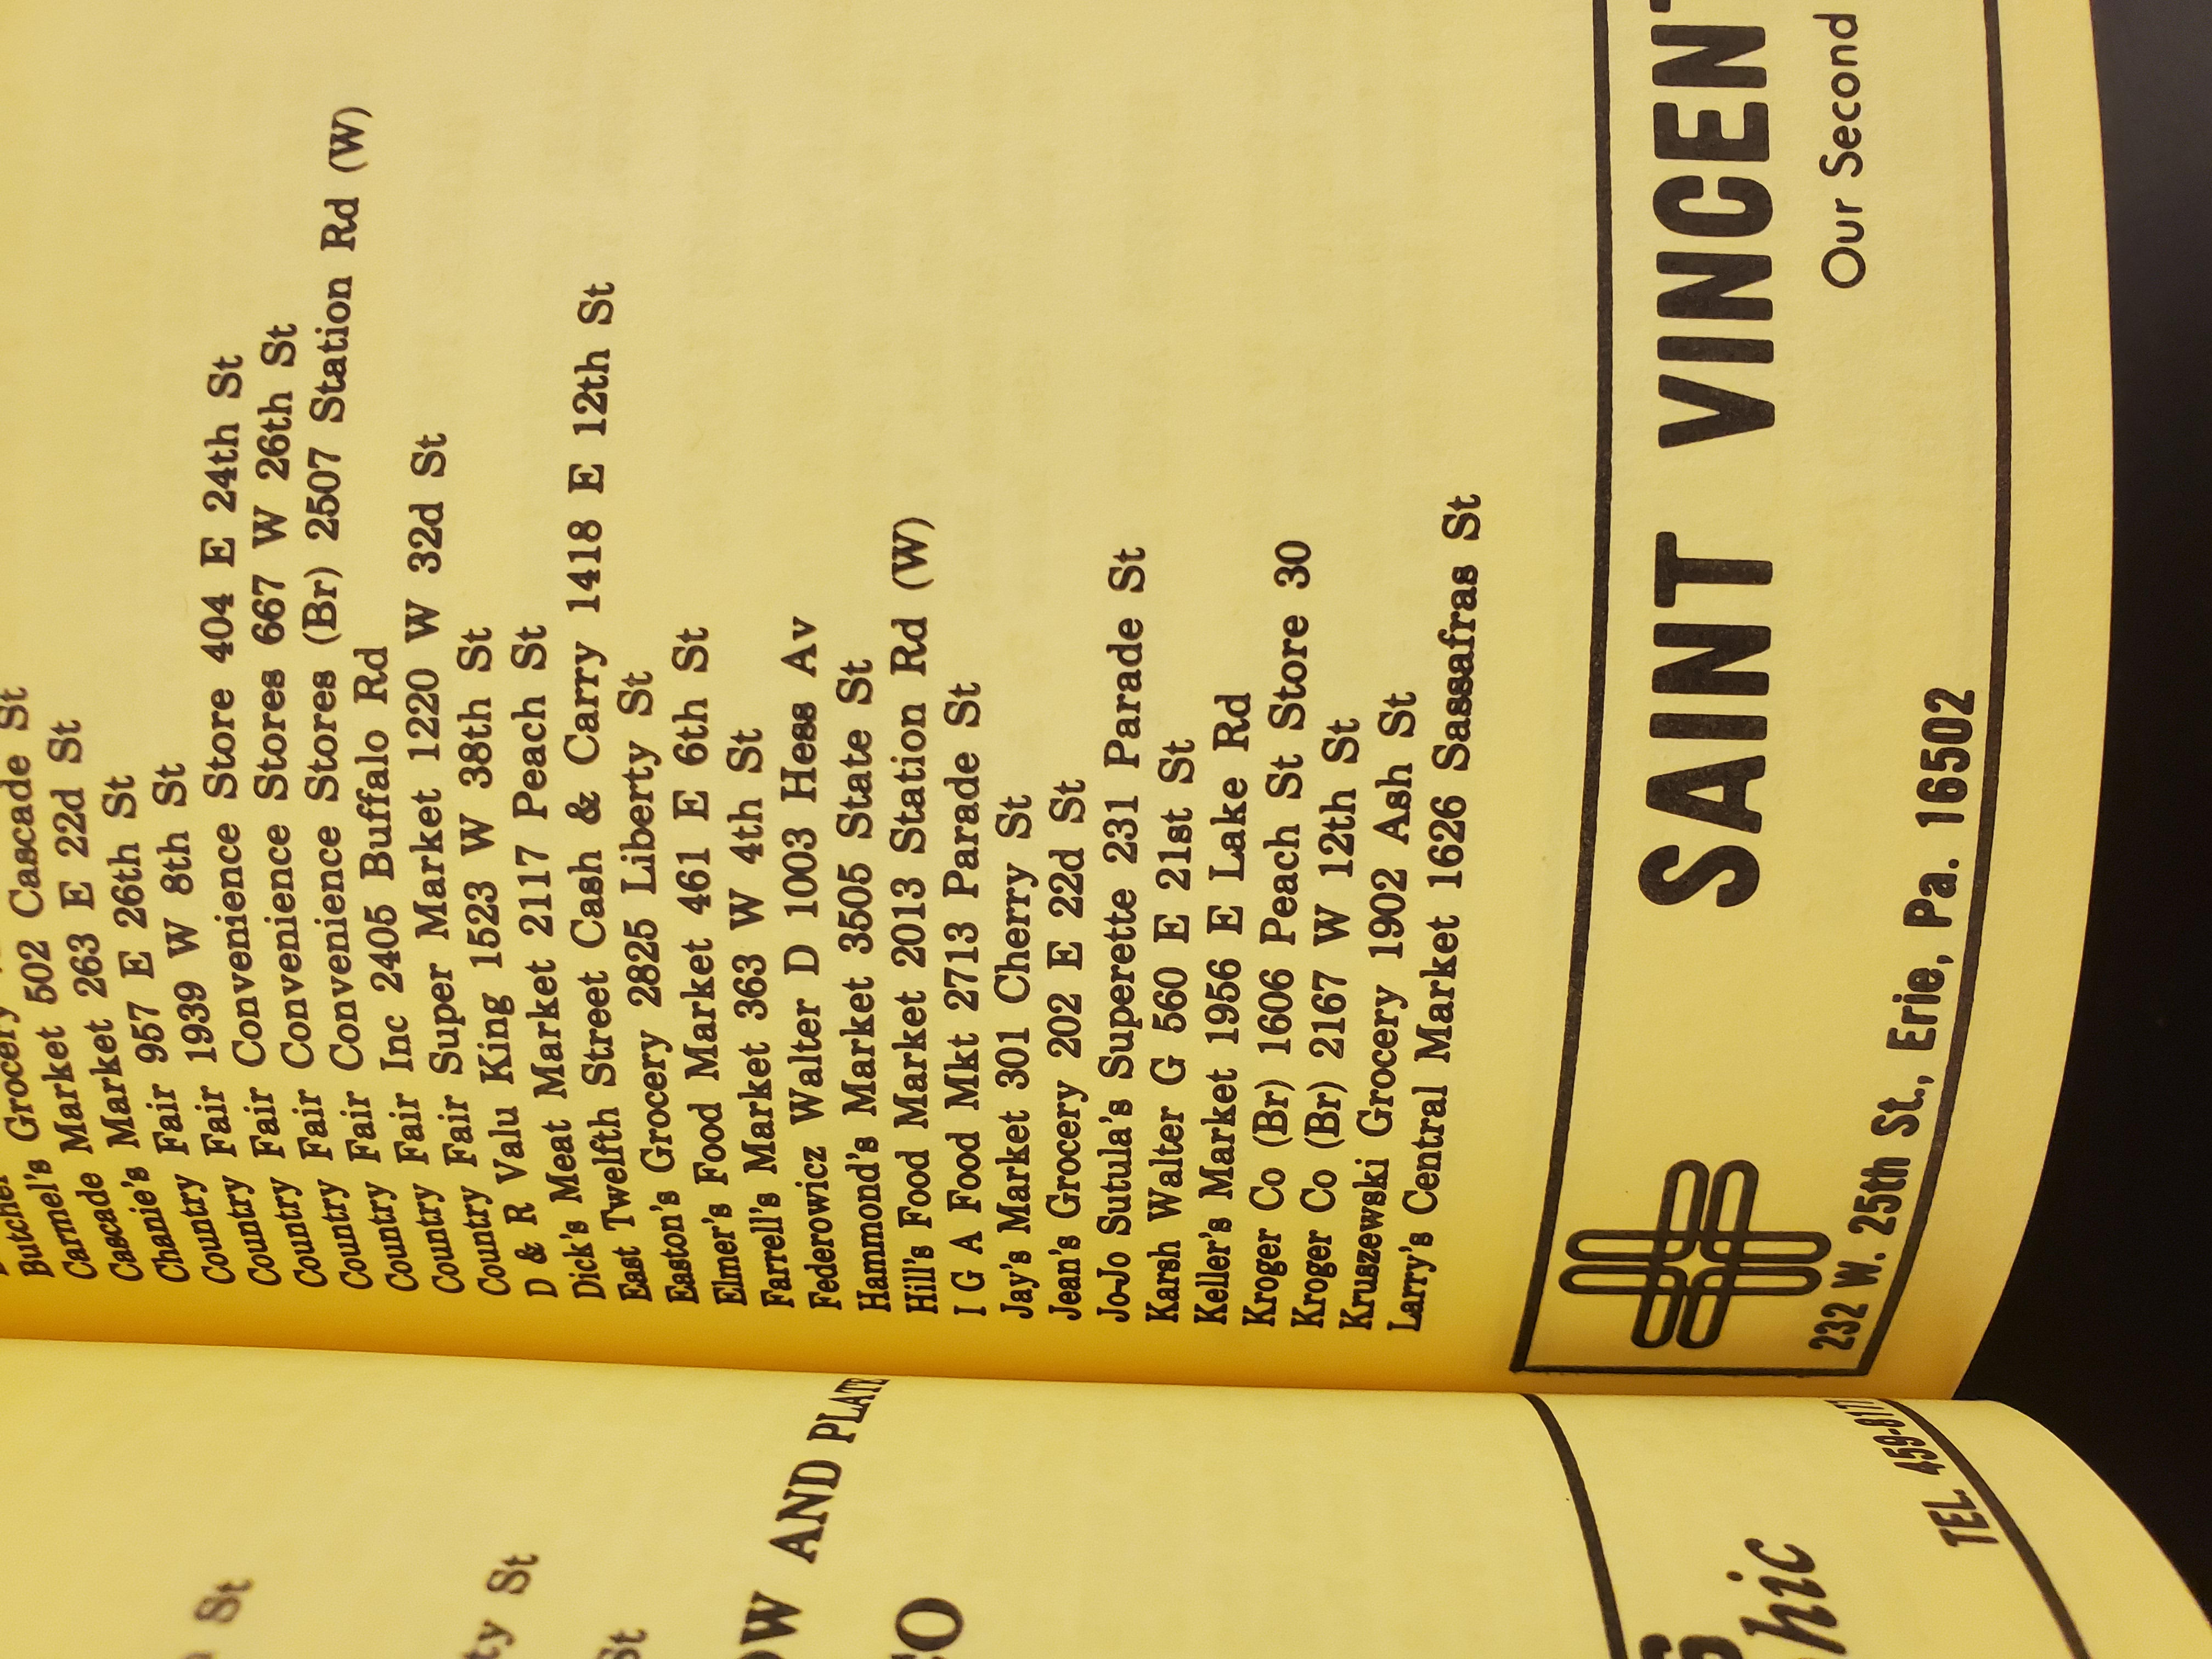 Carmel's Grocery
Cascade Market 502 Cascade St
Chanie's Market 263 E 22d St
Country Fair 957 E 26th St
Country Fair 1939 W 8th St
Country Fair Convenience Store 404 E 24th St
Country Fair Convenience Stores 667 W 26th St
Country Fair Convenience Stores (Br) 2507 Station Rd (W)
Country Fair Inc 2405 Buffalo Rd
Country Fair Super Market 1220 W 32d St
D & R Valu King 1523 W 38th St
Dick's Meat Market 2117 Peach St
East Twelfth Street Cash & Carry 1418 E 12th St
Easton's Grocery 2825 Liberty St
Elmer's Food Market 461 E 6th St
Farrell's Market 363 W 4th St
Federowicz Walter D 1003 Hess Av
Hammond's Market 3505 State St
Hill's Food Market 2013 Station Rd (W)
I G A Food Mkt 2713 Parade St
Jay's Market 301 Cherry St
Jean's Grocery 202 E 22d St
Jo-Jo Sutula's Superette 231 Parade St
Karsh Walter G 560 E 21st St
Keller's Market 1956 E Lake Rd
Kroger Co (Br) 1606 Peach St Store 30
Kroger Co (Br) 2167 W 12th St
Kruszewski Grocery 1902 Ash St
Larry's Central Market 1626 Sassafras St
SAINT VINCENT
Our Second
232 W. 25th St., Erie, Pa. 16502
St
St
St
AND PLATE
TEL